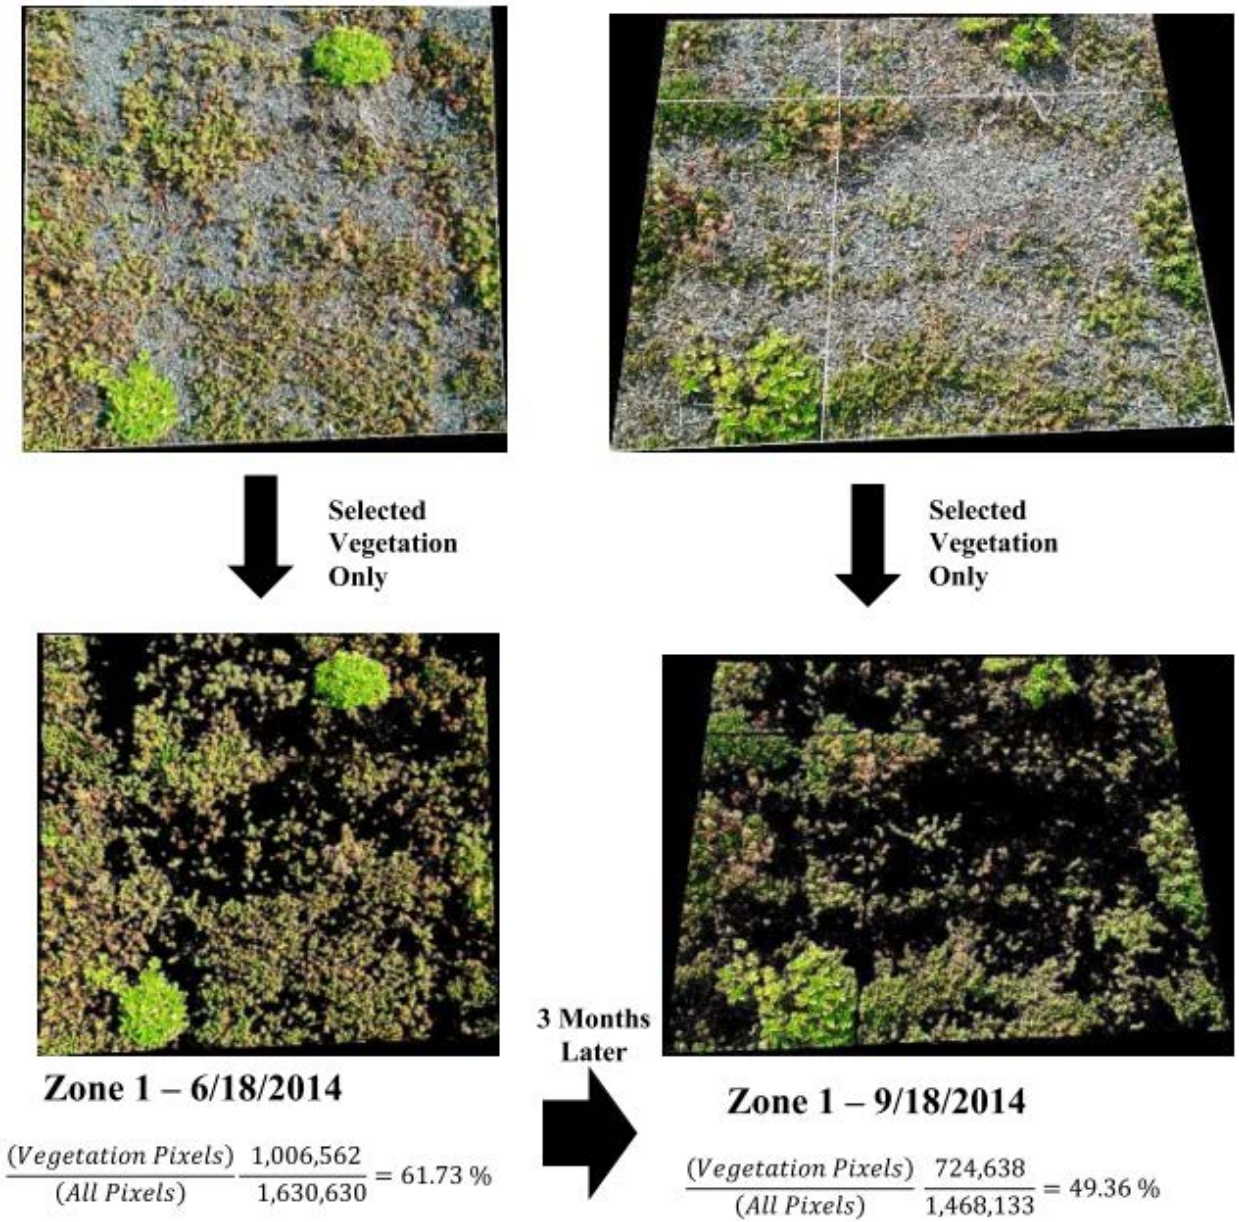 Selected
Vegetation
Only
Selected
Vegetation
Only
3 Months
Later
Zone 1 – 6/18/2014
Zone 1 – 9/18/2014
(Vegetation Pixels) 1,006,562
(All Pixels) 1,630,630 = 61.73 %
(Vegetation Pixels) 724,638
(All Pixels) 1,468,133 = 49.36 %